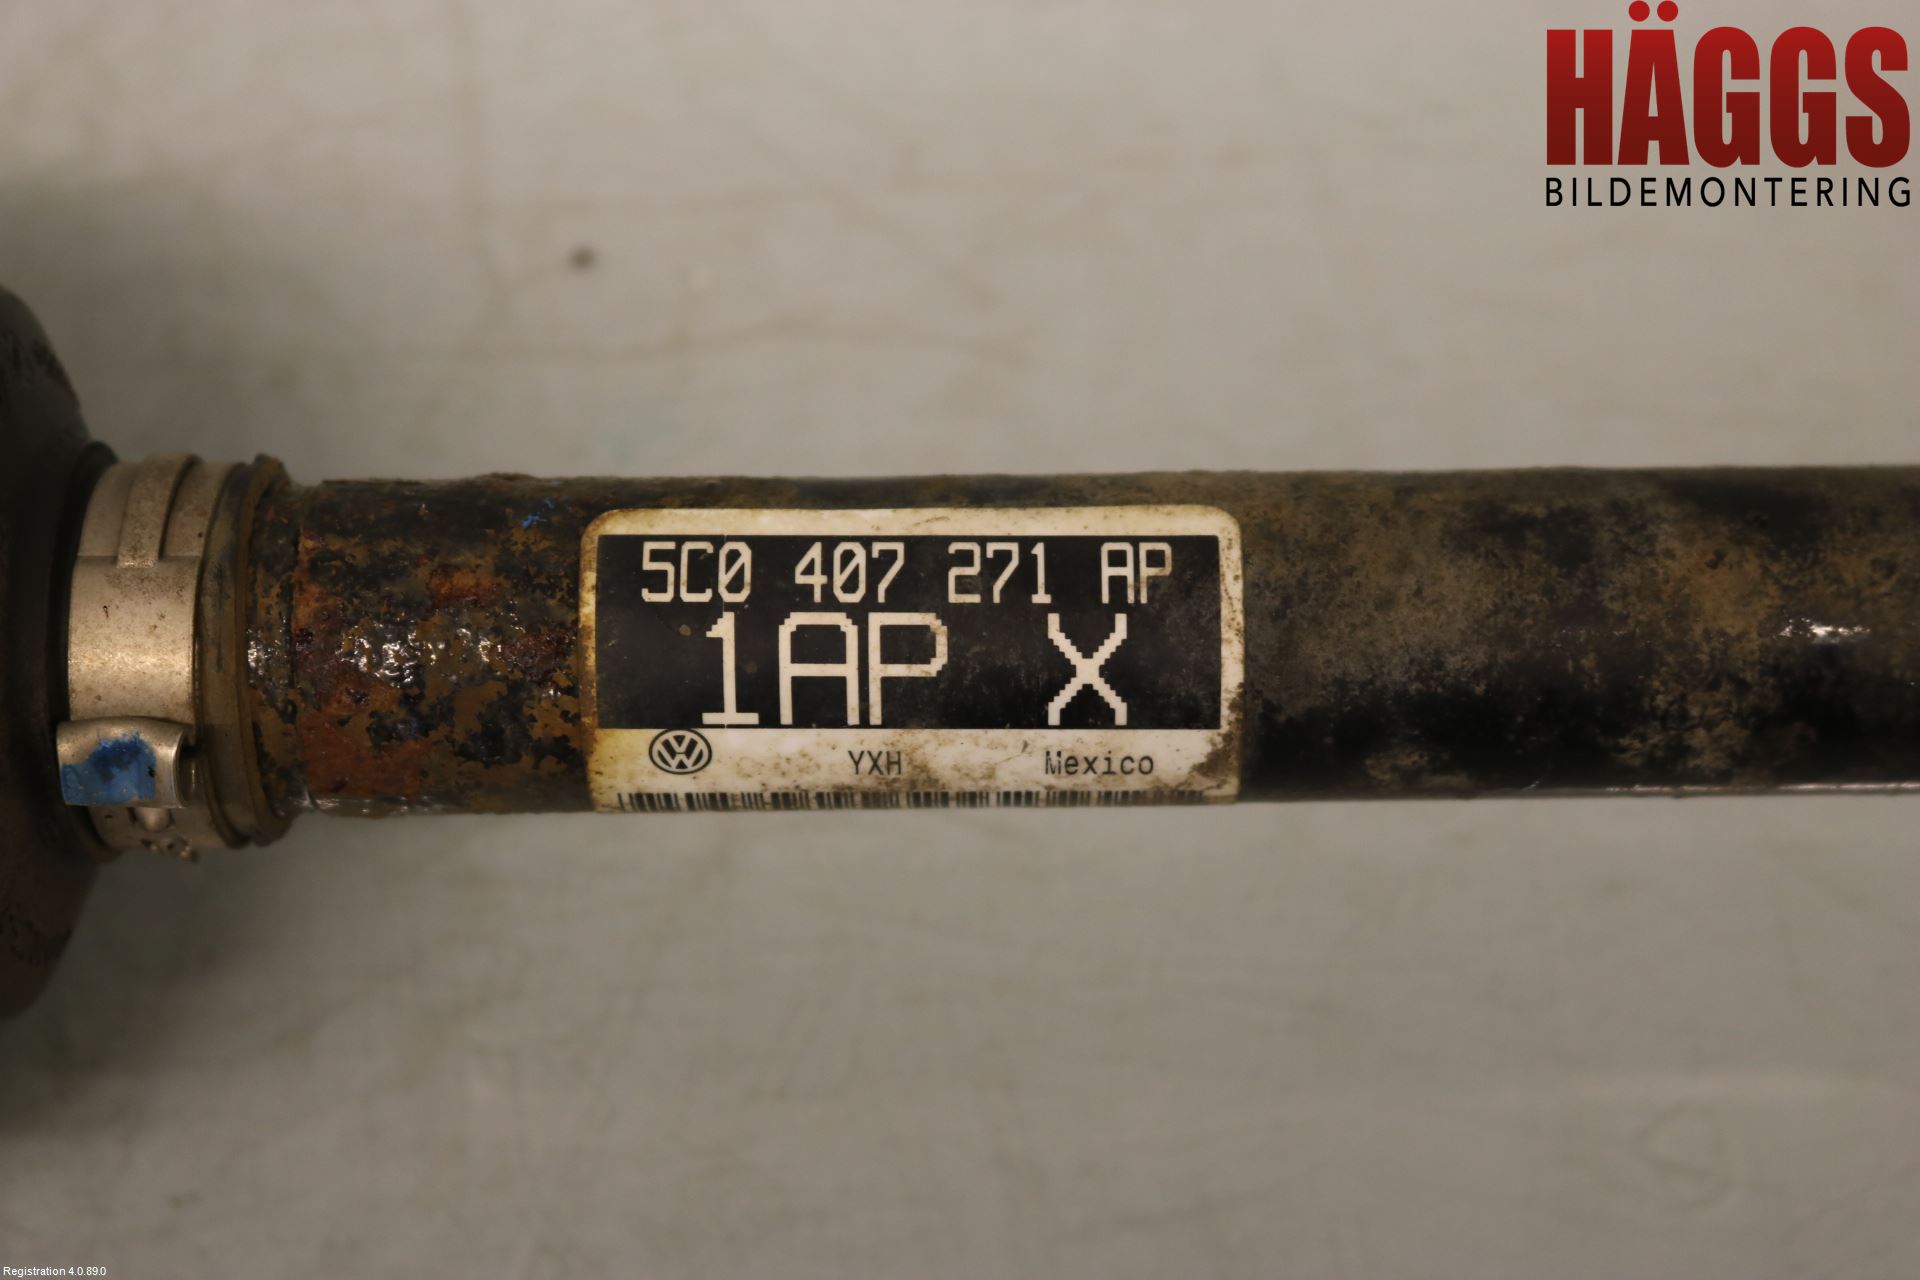 HÄGGS
BILDEMONTERING
5C0 407 271 AP
1AP X
YXH Mexico
Registration 4.0.89.0